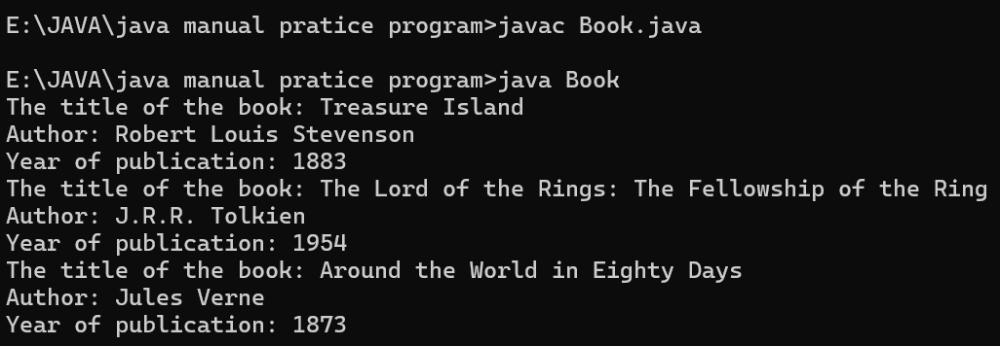 E:\JAVA\java manual pratice program>javac Book.java
E:\JAVA\java manual pratice program>java Book
The title of the book: Treasure Island
Author: Robert Louis Stevenson
Year of publication: 1883
The title of the book: The Lord of the Rings: The Fellowship of the Ring
Author: J.R.R. Tolkien
Year of publication: 1954
The title of the book: Around the World in Eighty Days
Author: Jules Verne
Year of publication: 1873